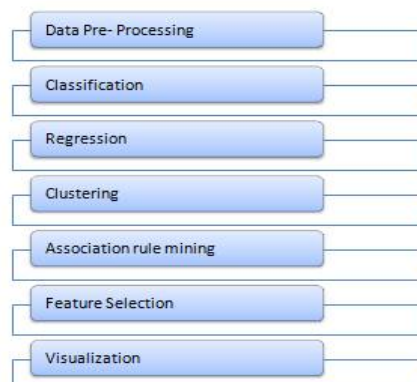 Data Pre- Processing
Classification
Regression
Clustering
Association rule mining
Feature Selection
Visualization